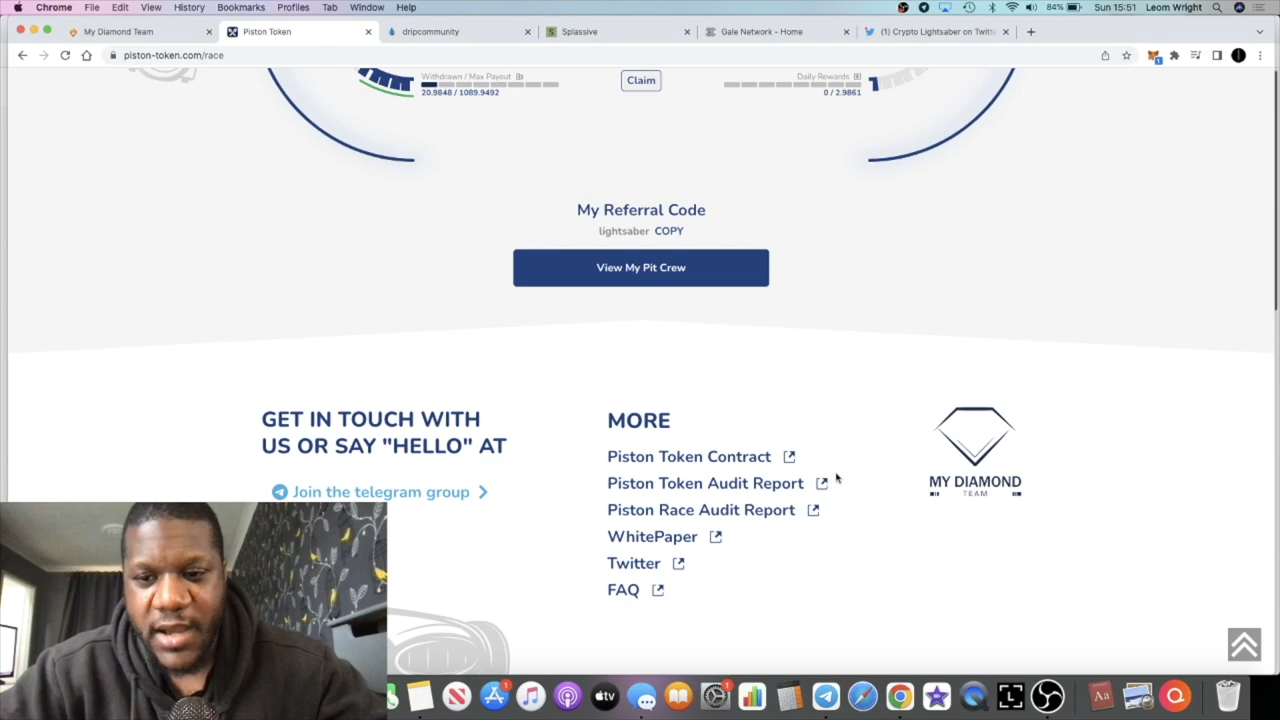 Chrome File Edit View History Bookmarks Profiles Tab Window Help 84% Sun 15:51 Leom Wright
My Diamond Team Piston Token dripcommunity Splassive Gale Network - Home (1) Crypto Lightsaber on Twitt
piston-token.com/race
Withdrawn / Max Payout Claim Daily Rewards
20.9848 / 1089.9492 0 / 2.9861
My Referral Code
lightsaber COPY
View My Pit Crew
GET IN TOUCH WITH
US OR SAY "HELLO" AT
Join the telegram group
MORE
Piston Token Contract
Piston Token Audit Report
Piston Race Audit Report
WhitePaper
Twitter
FAQ
MY DIAMOND
TEAM
tv
Aa